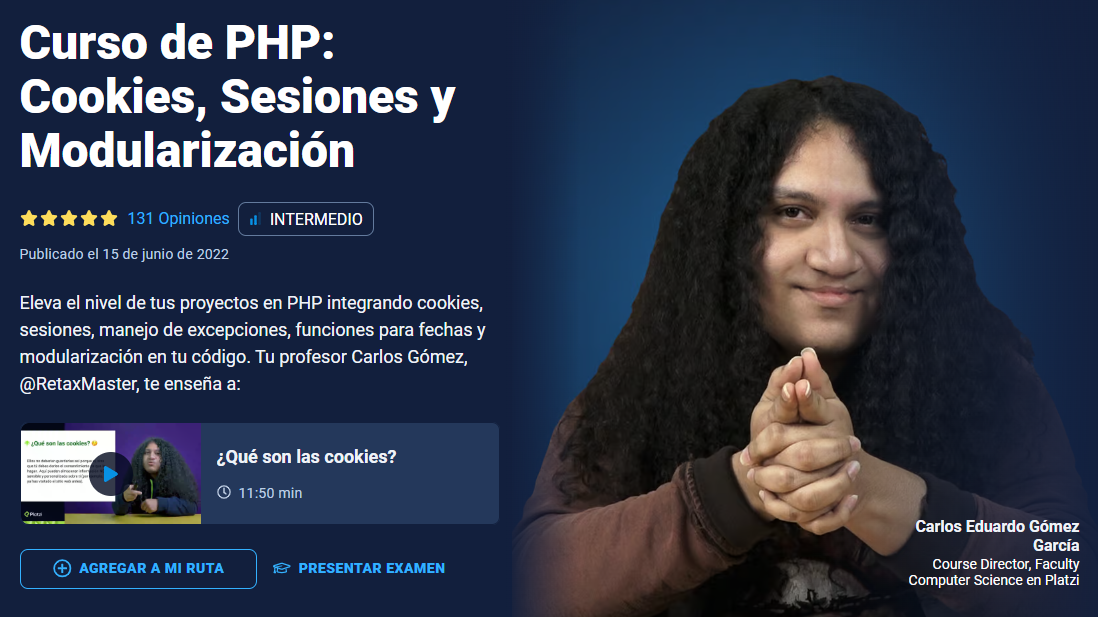 Curso de PHP:
Cookies, Sesiones y
Modularización
131 Opiniones
INTERMEDIO
Publicado el 15 de junio de 2022
Eleva el nivel de tus proyectos en PHP integrando cookies,
sesiones, manejo de excepciones, funciones para fechas y
modularización en tu código. Tu profesor Carlos Gómez,
@RetaxMaster, te enseña a:
¿Qué son las cookies?
Platzi
¿Qué son las cookies?
11:50 min
AGREGAR A MI RUTA
PRESENTAR EXAMEN
Carlos Eduardo Gómez
García
Course Director, Faculty
Computer Science en Platzi